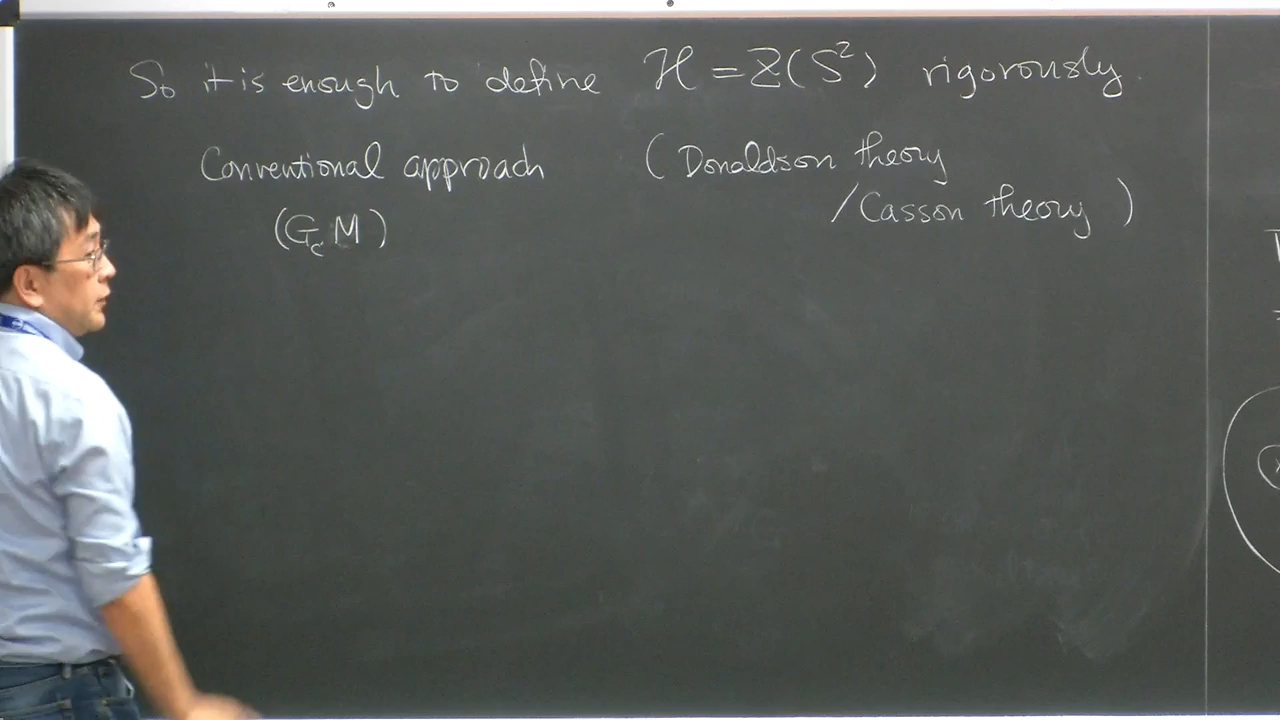 So it is enough to define ℋ = Z(S²) rigorously.
Conventional approach (Donaldson theory
/Casson theory)
(G_c M)